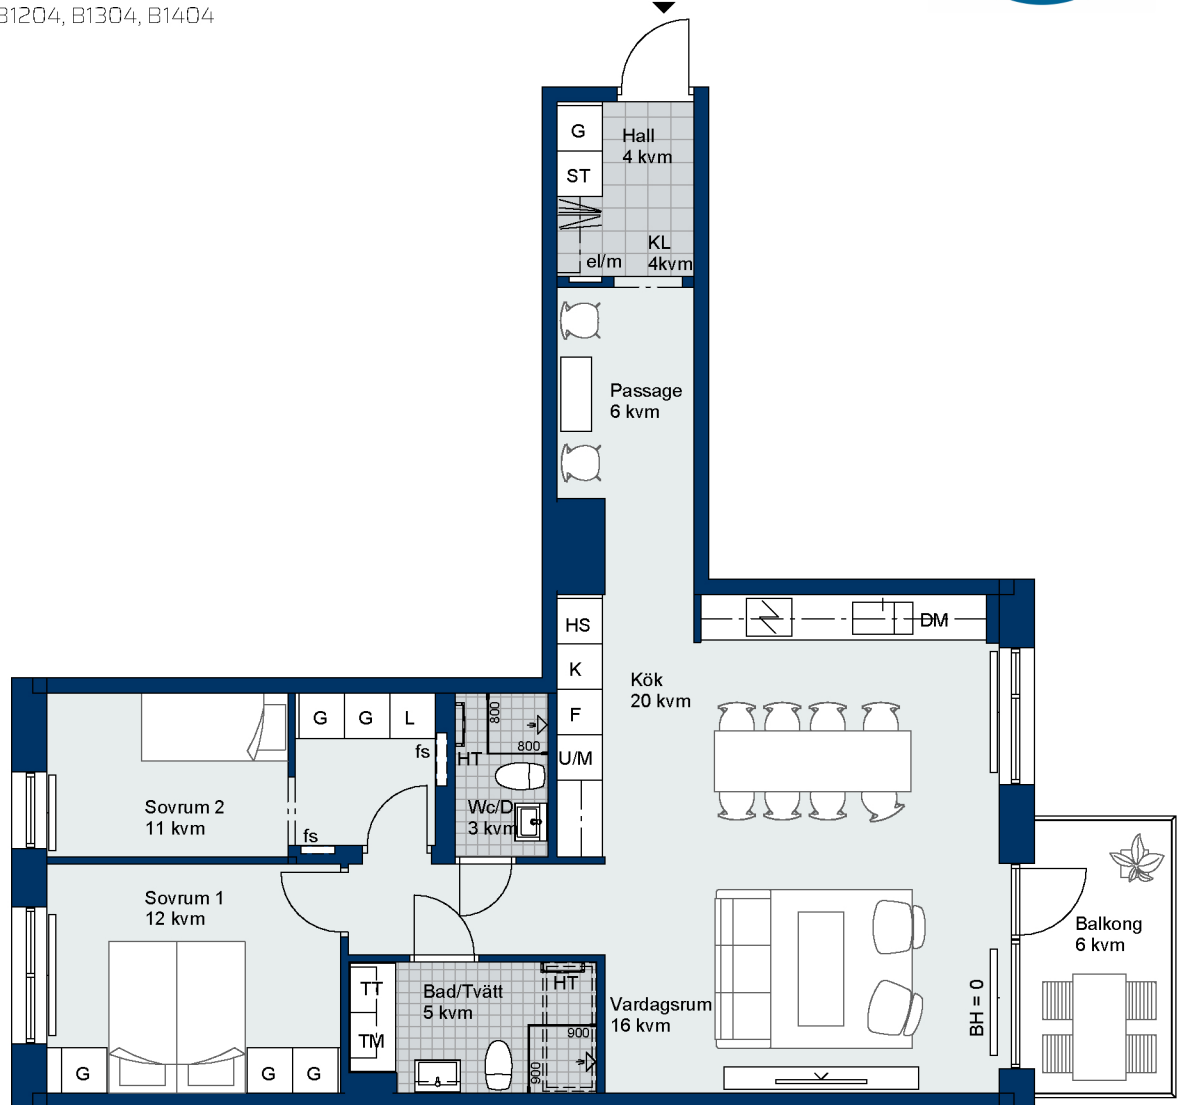 B1204, B1304, B1404
G
Hall
4 kvm
ST
KL
4kvm
el/m
Passage
6 kvm
HS
DM
K
Kök
20 kvm
F
U/M
G
G
L
fs
800
800
HT
Sovrum 2
11 kvm
Wc/D
3 kvm
fs
Sovrum 1
12 kvm
Balkong
6 kvm
TT
Bad/Tvätt
5 kvm
HT
Vardagsrum
16 kvm
BH = 0
TM
900
900
G
G
G